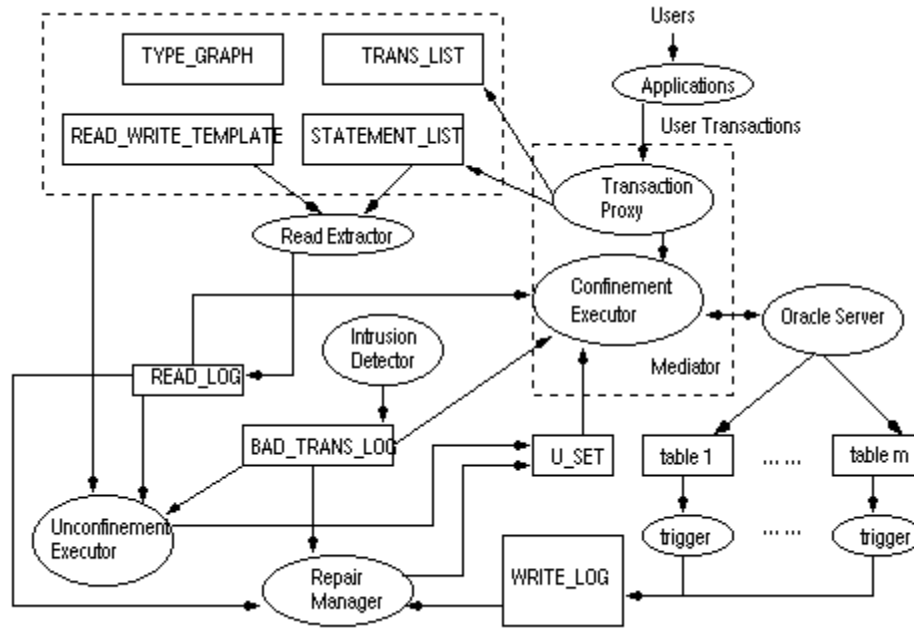 Users
TYPE_GRAPH
TRANS_LIST
Applications
User Transactions
READ_WRITE_TEMPLATE
STATEMENT_LIST
Transaction
Proxy
Read Extractor
Confinement
Executor
Oracle Server
Intrusion
Detector
Mediator
READ_LOG
BAD_TRANS_LOG
U_SET
table 1
... ...
table m
Unconfinement
Executor
trigger
... ...
trigger
Repair
Manager
WRITE_LOG